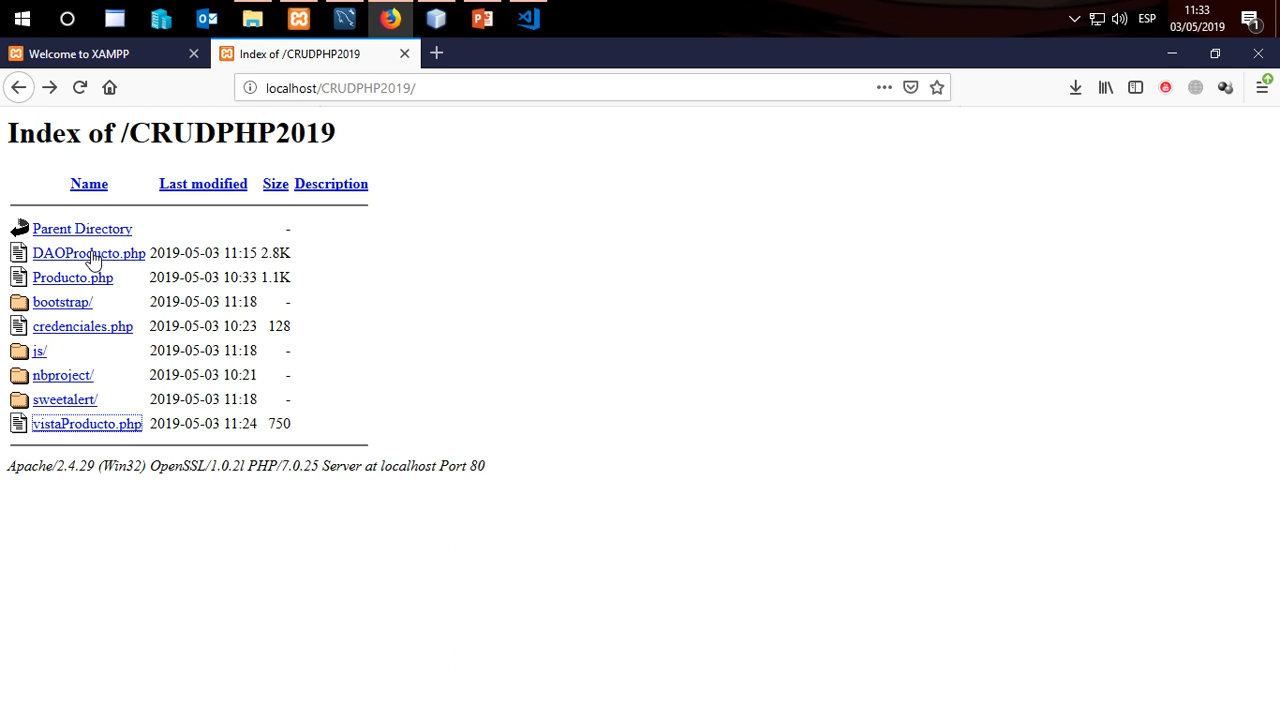 11:33
ESP
03/05/2019
1
Welcome to XAMPP
Index of /CRUDPHP2019
localhost/CRUDPHP2019/
Index of /CRUDPHP2019
Name Last modified Size Description
Parent Directory -
DAOProducto.php 2019-05-03 11:15 2.8K
Producto.php 2019-05-03 10:33 1.1K
bootstrap/ 2019-05-03 11:18 -
credenciales.php 2019-05-03 10:23 128
js/ 2019-05-03 11:18 -
nbproject/ 2019-05-03 10:21 -
sweetalert/ 2019-05-03 11:18 -
vistaProducto.php 2019-05-03 11:24 750
Apache/2.4.29 (Win32) OpenSSL/1.0.2l PHP/7.0.25 Server at localhost Port 80